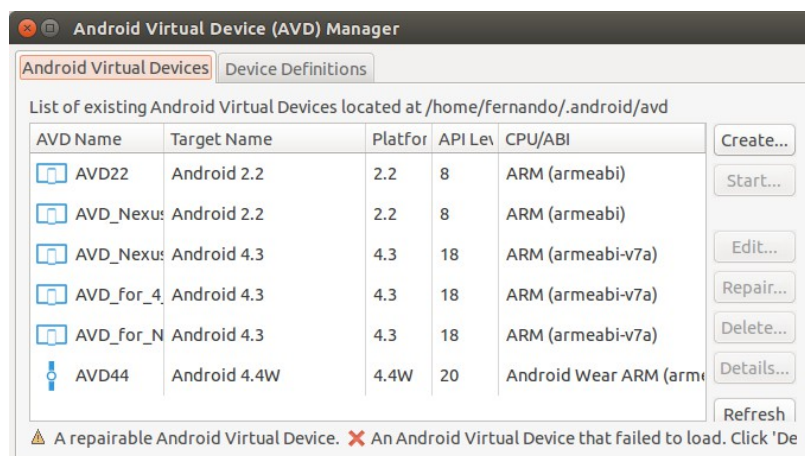 Android Virtual Device (AVD) Manager
Android Virtual Devices Device Definitions
List of existing Android Virtual Devices located at /home/fernando/.android/avd
AVD Name Target Name Platfor API Lev CPU/ABI Create...
AVD22 Android 2.2 2.2 8 ARM (armeabi) Start...
AVD_Nexus Android 2.2 2.2 8 ARM (armeabi)
AVD_Nexus Android 4.3 4.3 18 ARM (armeabi-v7a) Edit...
AVD_for_4_ Android 4.3 4.3 18 ARM (armeabi-v7a) Repair...
AVD_for_N Android 4.3 4.3 18 ARM (armeabi-v7a) Delete...
AVD44 Android 4.4W 4.4W 20 Android Wear ARM (arme Details...
Refresh
A repairable Android Virtual Device. An Android Virtual Device that failed to load. Click 'De